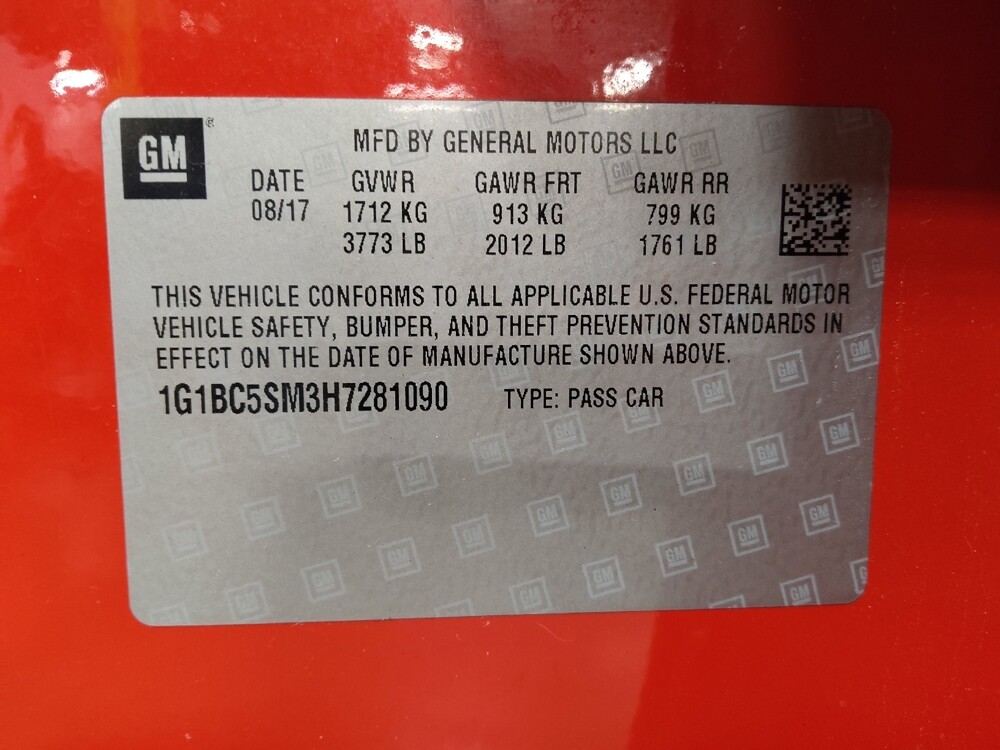 GM®
MFD BY GENERAL MOTORS LLC
DATE GVWR GAWR FRT GAWR RR
08/17 1712 KG 913 KG 799 KG
3773 LB 2012 LB 1761 LB
THIS VEHICLE CONFORMS TO ALL APPLICABLE U.S. FEDERAL MOTOR
VEHICLE SAFETY, BUMPER, AND THEFT PREVENTION STANDARDS IN
EFFECT ON THE DATE OF MANUFACTURE SHOWN ABOVE.
1G1BC5SM3H7281090 TYPE: PASS CAR